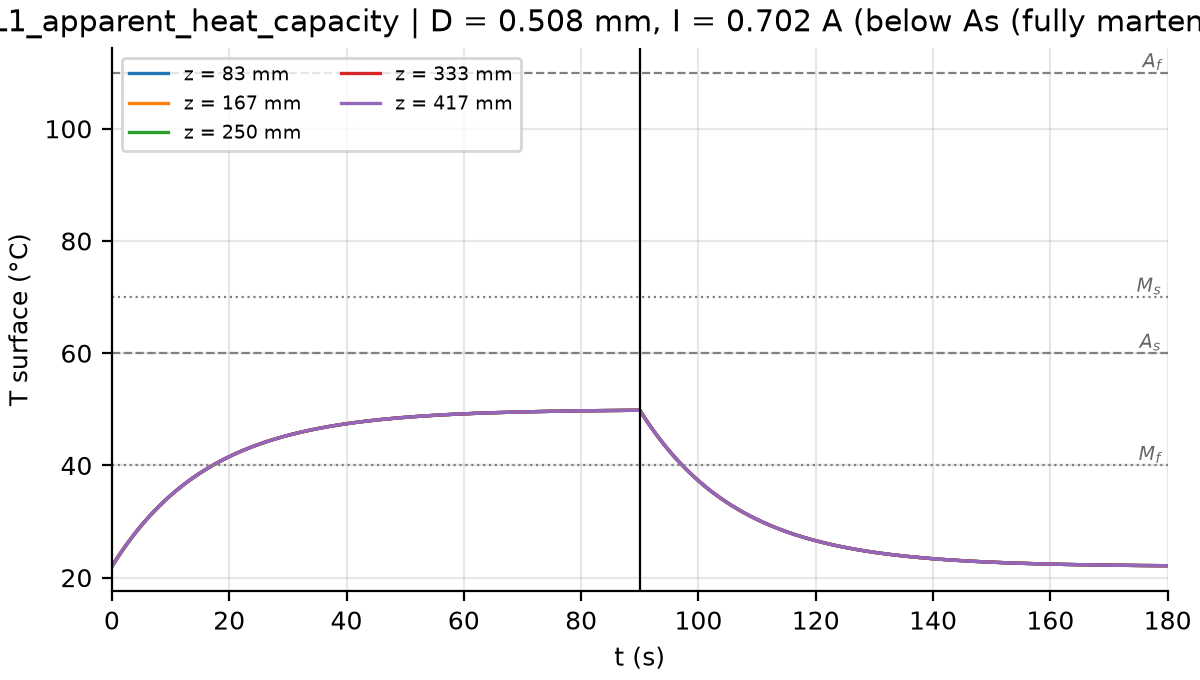 L1_apparent_heat_capacity | D = 0.508 mm, I = 0.702 A (below As (fully marten
z = 83 mm
z = 167 mm
z = 250 mm
z = 333 mm
z = 417 mm
A_f
M_s
A_s
M_f
T surface (°C)
100
80
60
40
20
0 20 40 60 80 100 120 140 160 180
t (s)